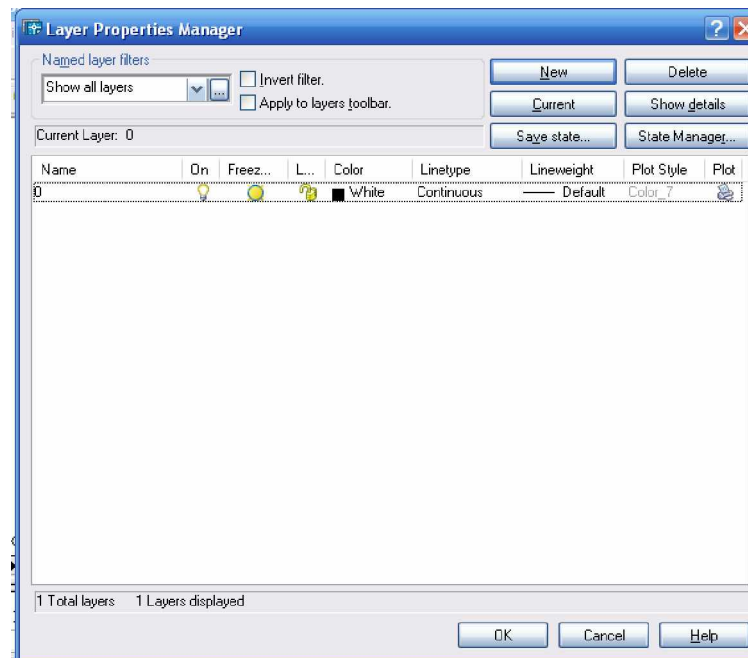 Layer Properties Manager
Named layer filters
Show all layers
...
Invert filter.
Apply to layers toolbar.
New
Delete
Current
Show details
Save state...
State Manager...
Current Layer: 0
Name On Freez... L... Color Linetype Lineweight Plot Style Plot
0 White Continuous Default Color_7
1 Total layers 1 Layers displayed
OK Cancel Help